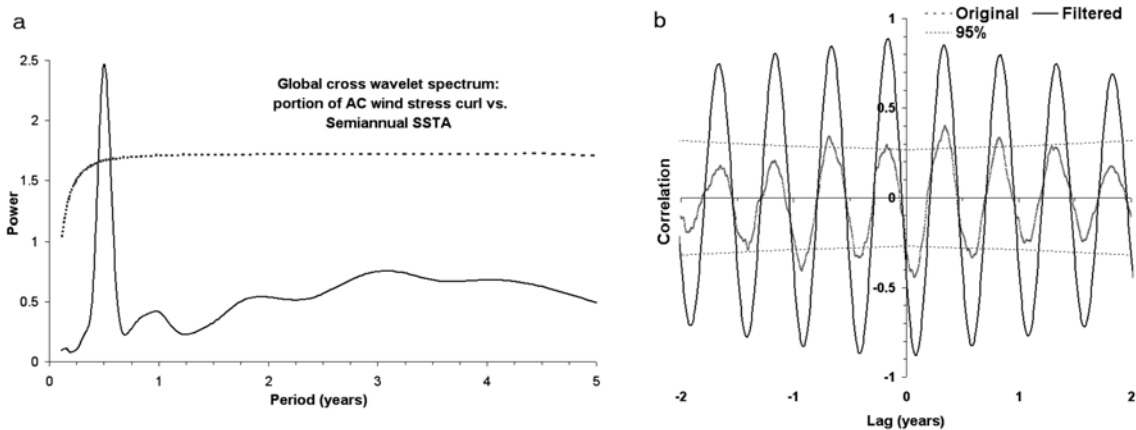 a
2.5
2
1.5
1
0.5
0
Power
Global cross wavelet spectrum:
portion of AC wind stress curl vs.
Semiannual SSTA
0 1 2 3 4 5
Period (years)
b
Original Filtered
95%
1
0.5
0
-0.5
-1
Correlation
-2 -1 0 1 2
Lag (years)